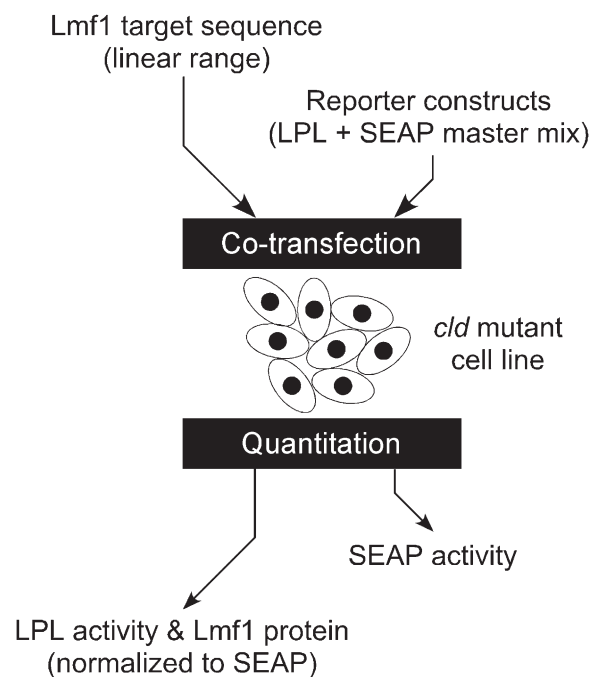 Lmf1 target sequence
(linear range)
Reporter constructs
(LPL + SEAP master mix)
Co-transfection
cld mutant
cell line
Quantitation
SEAP activity
LPL activity & Lmf1 protein
(normalized to SEAP)